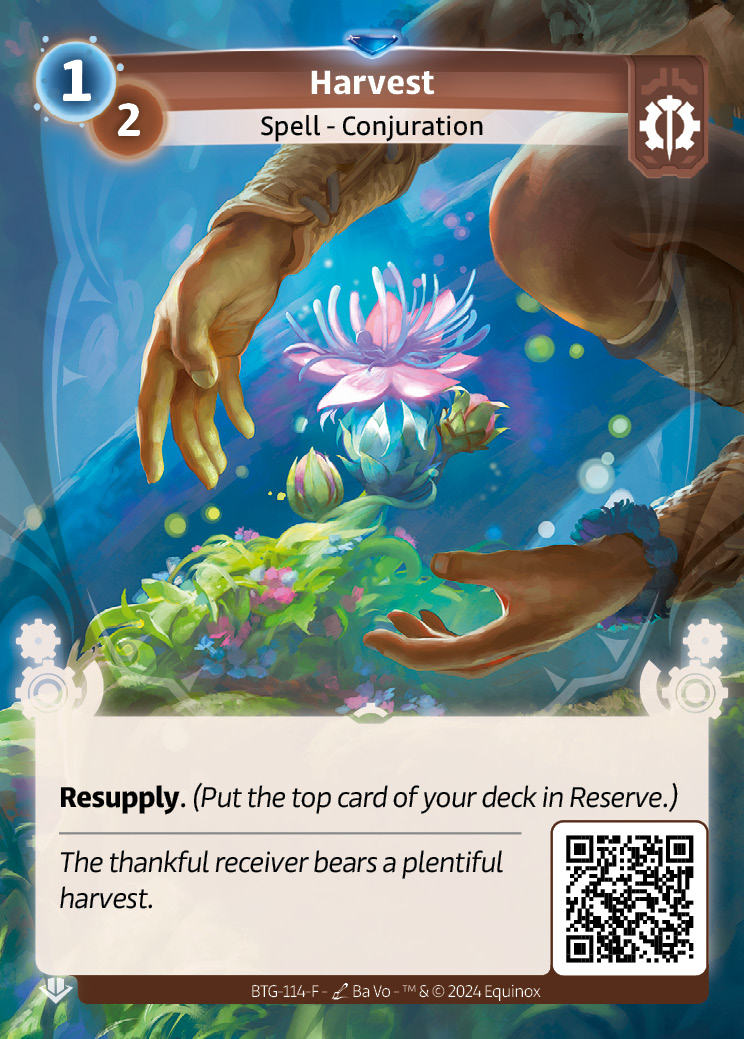 1
Harvest
2
Spell - Conjuration
Resupply. (Put the top card of your deck in Reserve.)
The thankful receiver bears a plentiful
harvest.
BTG-114-F - Ba Vo - ™ & © 2024 Equinox